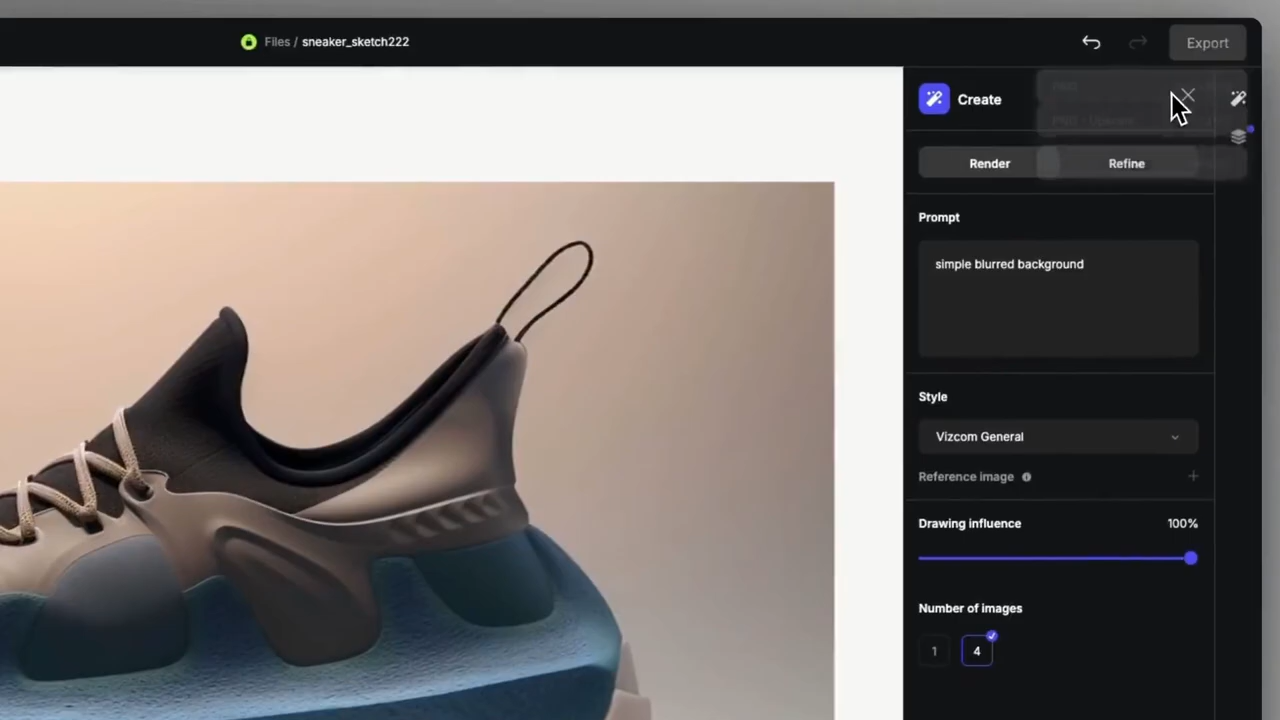 Files / sneaker_sketch222
Export
Create
Render
Refine
Prompt
simple blurred background
Style
Vizcom General
Reference image
Drawing influence
100%
Number of images
1
4